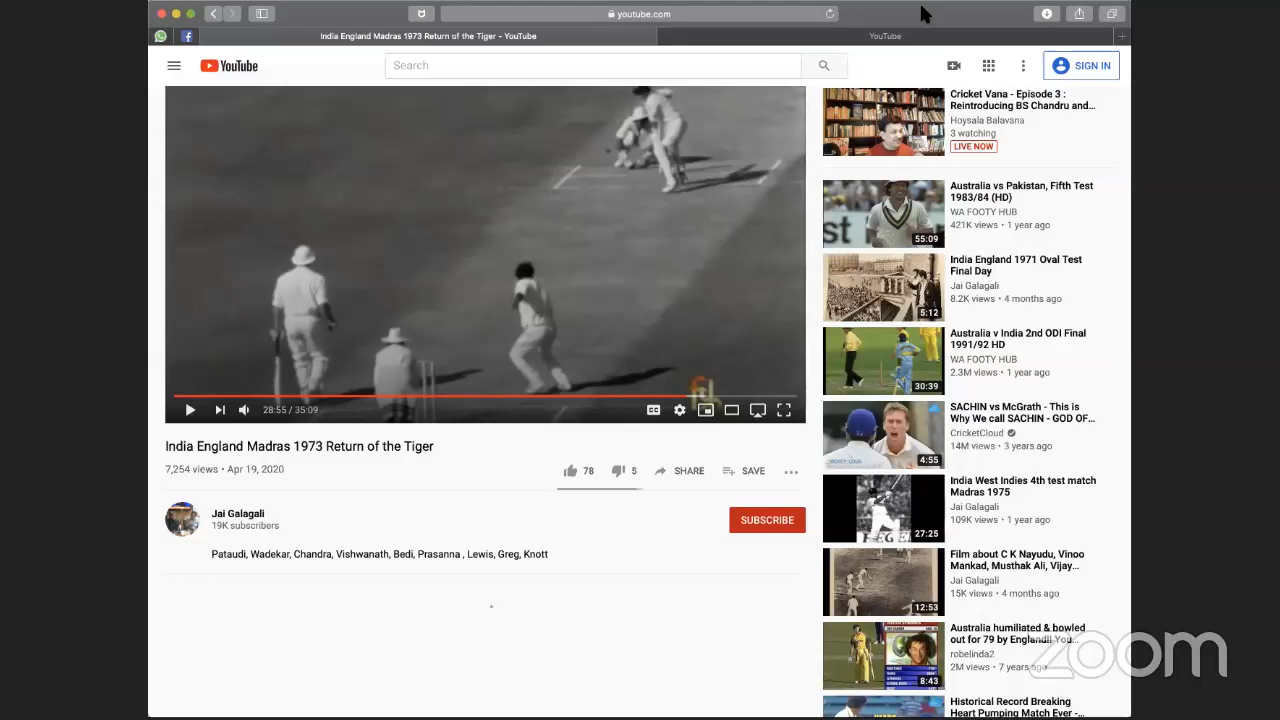 youtube.com
India England Madras 1973 Return of the Tiger - YouTube
YouTube
YouTube
Search
SIGN IN
28:55 / 35:09
CC
India England Madras 1973 Return of the Tiger
7,254 views • Apr 19, 2020
78
5
SHARE
SAVE
Jai Galagali
19K subscribers
SUBSCRIBE
Pataudi, Wadekar, Chandra, Vishwanath, Bedi, Prasanna , Lewis, Greg, Knott
Cricket Vana - Episode 3 :
Reintroducing BS Chandru and...
Hoysala Balavana
3 watching
LIVE NOW
Australia vs Pakistan, Fifth Test
1983/84 (HD)
WA FOOTY HUB
421K views • 1 year ago
st
55:09
India England 1971 Oval Test
Final Day
Jai Galagali
8.2K views • 4 months ago
5:12
Australia v India 2nd ODI Final
1991/92 HD
WA FOOTY HUB
2.3M views • 1 year ago
30:39
SACHIN vs McGrath - This is
Why We call SACHIN - GOD OF...
CricketCloud
14M views • 3 years ago
4:55
India West Indies 4th test match
Madras 1975
Jai Galagali
109K views • 1 year ago
27:25
Film about C K Nayudu, Vinoo
Mankad, Musthak Ali, Vijay...
Jai Galagali
15K views • 4 months ago
12:53
Australia humiliated & bowled
out for 79 by England!! You...
robelinda2
2M views • 7 years ago
8:43
Historical Record Breaking
Heart Pumping Match Ever -...
zoom